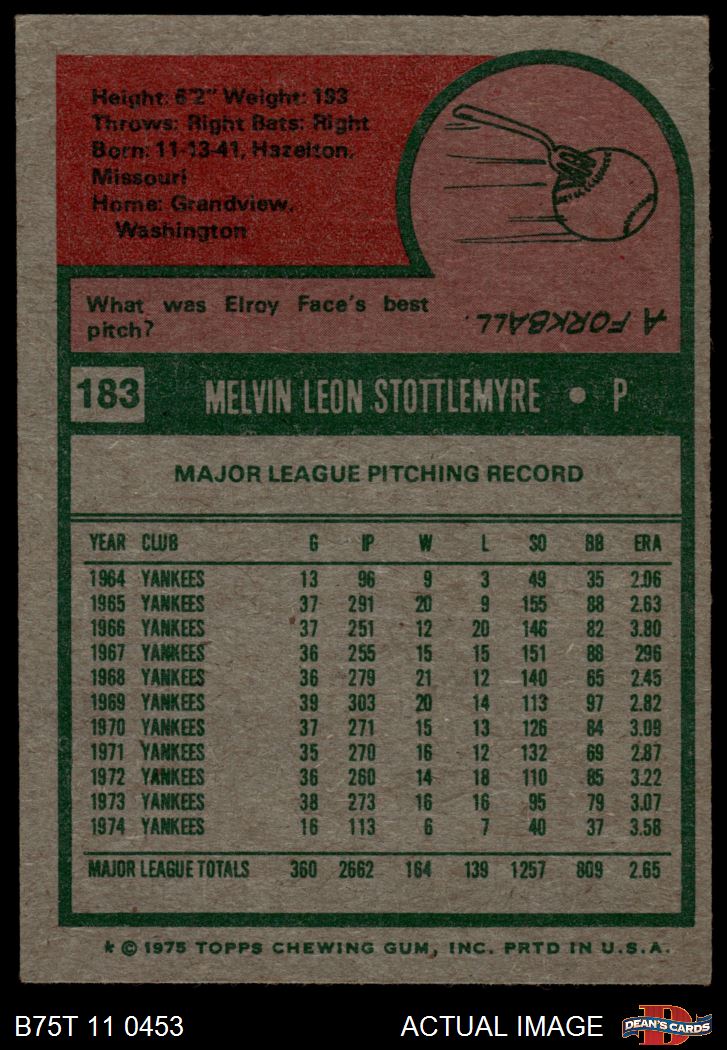 Height: 6'2" Weight: 193
Throws: Right Bats: Right
Born: 11-13-41, Hazelton,
Missouri
Home: Grandview,
Washington
What was Elroy Face's best
pitch?
A FORKBALL.
183 MELVIN LEON STOTTLEMYRE • P
MAJOR LEAGUE PITCHING RECORD
YEAR CLUB G IP W L SO BB ERA
1964 YANKEES 13 96 9 3 49 35 2.06
1965 YANKEES 37 291 20 9 155 88 2.63
1966 YANKEES 37 251 12 20 146 82 3.80
1967 YANKEES 36 255 15 15 151 88 296
1968 YANKEES 36 279 21 12 140 65 2.45
1969 YANKEES 39 303 20 14 113 97 2.82
1970 YANKEES 37 271 15 13 126 84 3.09
1971 YANKEES 35 270 16 12 132 69 2.87
1972 YANKEES 36 260 14 18 110 85 3.22
1973 YANKEES 38 273 16 16 95 79 3.07
1974 YANKEES 16 113 6 7 40 37 3.58
MAJOR LEAGUE TOTALS 360 2662 164 139 1257 809 2.65
* © 1975 TOPPS CHEWING GUM, INC. PRTD IN U.S.A.
B75T 11 0453 ACTUAL IMAGE D DEAN'S CARDS